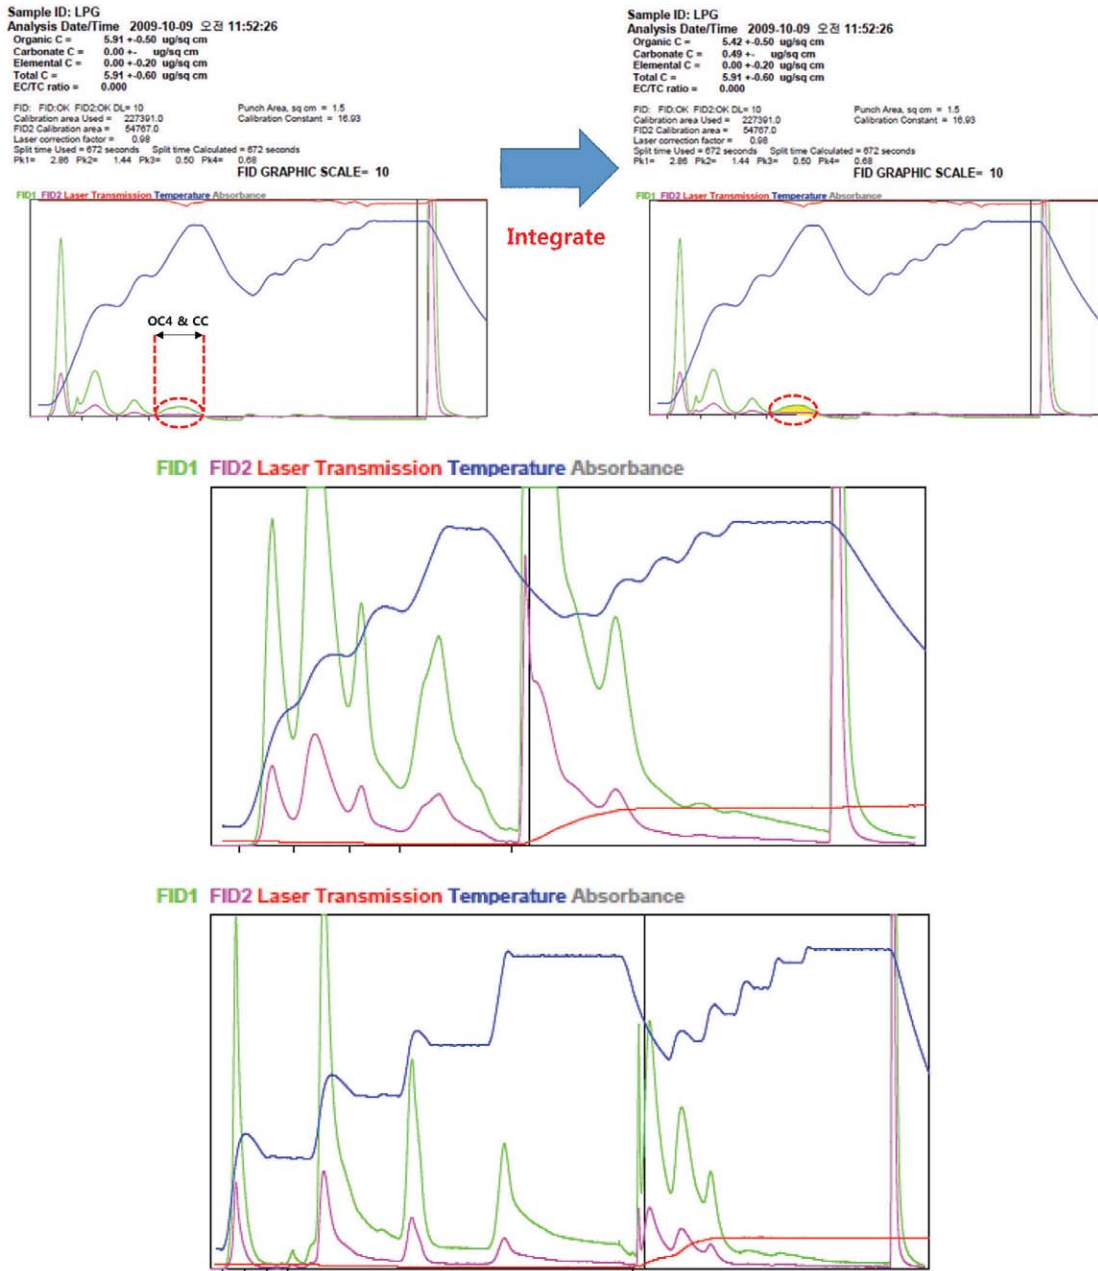 Sample ID: LPG
Analysis Date/Time 2009-10-09 오전 11:52:26
Organic C = 5.91 +-0.50 ug/sq cm
Carbonate C = 0.00 +- ug/sq cm
Elemental C = 0.00 +-0.20 ug/sq cm
Total C = 5.91 +-0.60 ug/sq cm
EC/TC ratio = 0.000
FID: FID:OK FID2:OK DL= 10 Punch Area, sq cm = 1.5
Calibration area Used = 227391.0 Calibration Constant = 16.93
FID2 Calibration area = 54767.0
Laser correction factor = 0.98
Split time Used = 672 seconds Split time Calculated = 672 seconds
Pk1= 2.86 Pk2= 1.44 Pk3= 0.50 Pk4= 0.68
FID GRAPHIC SCALE= 10
FID1 FID2 Laser Transmission Temperature Absorbance
OC4 & CC
Integrate
Sample ID: LPG
Analysis Date/Time 2009-10-09 오전 11:52:26
Organic C = 5.42 +-0.50 ug/sq cm
Carbonate C = 0.49 +- ug/sq cm
Elemental C = 0.00 +-0.20 ug/sq cm
Total C = 5.91 +-0.60 ug/sq cm
EC/TC ratio = 0.000
FID: FID:OK FID2:OK DL= 10 Punch Area, sq cm = 1.5
Calibration area Used = 227391.0 Calibration Constant = 16.93
FID2 Calibration area = 54767.0
Laser correction factor = 0.98
Split time Used = 672 seconds Split time Calculated = 672 seconds
Pk1= 2.86 Pk2= 1.44 Pk3= 0.50 Pk4= 0.68
FID GRAPHIC SCALE= 10
FID1 FID2 Laser Transmission Temperature Absorbance
FID1 FID2 Laser Transmission Temperature Absorbance
FID1 FID2 Laser Transmission Temperature Absorbance